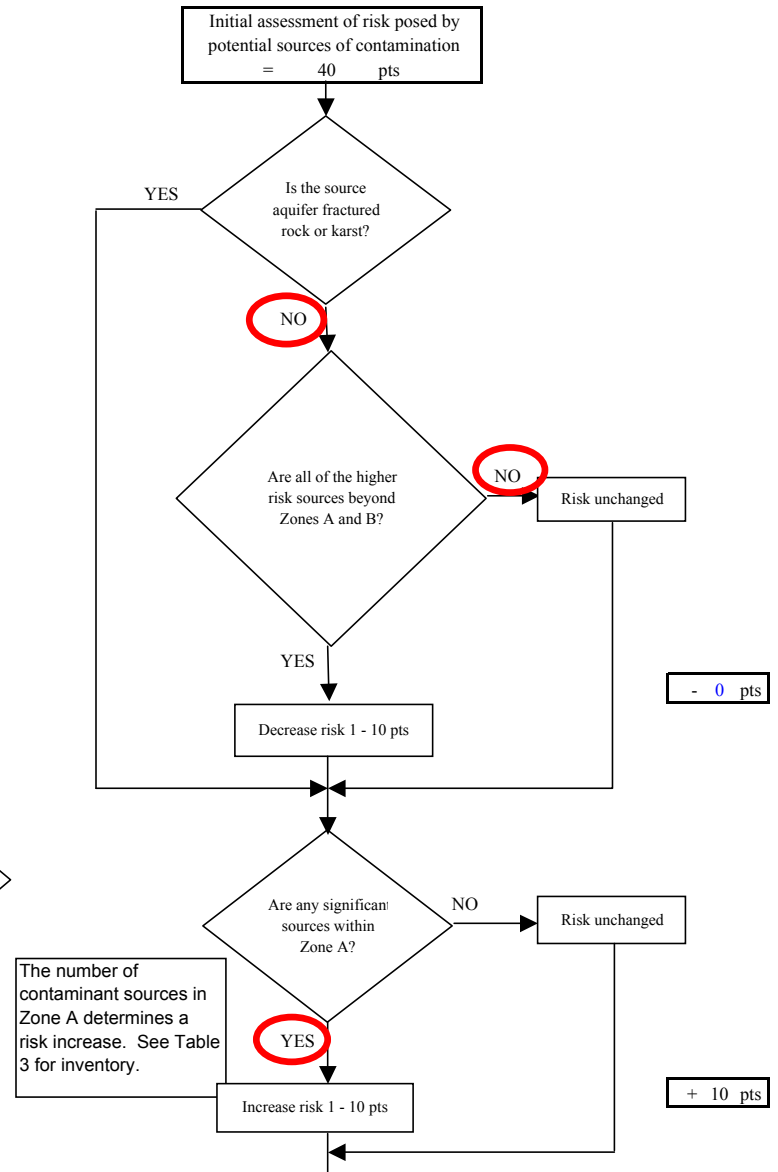 Initial assessment of risk posed by
potential sources of contamination
= 40 pts
YES
Is the source
aquifer fractured
rock or karst?
NO
Are all of the higher
risk sources beyond
Zones A and B?
NO
Risk unchanged
YES
- 0 pts
Decrease risk 1 - 10 pts
Are any significant
sources within
Zone A?
NO
Risk unchanged
The number of
contaminant sources in
Zone A determines a
risk increase. See Table
3 for inventory.
YES
Increase risk 1 - 10 pts
+ 10 pts